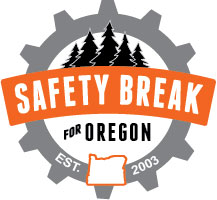 SAFETY BREAK
FOR OREGON
EST. 2003